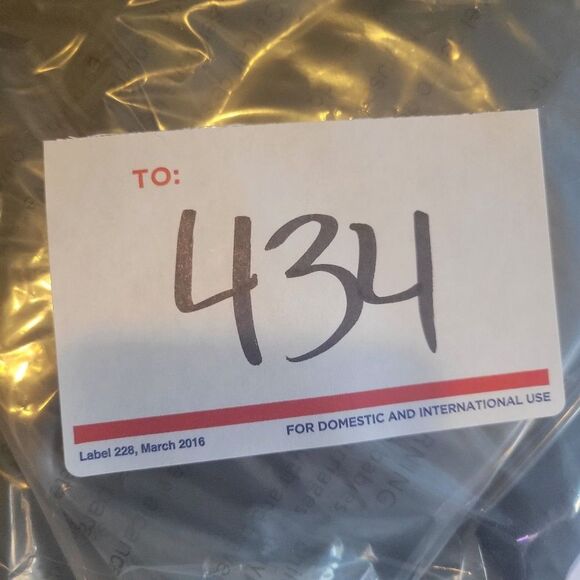 TO:
434
Label 228, March 2016
FOR DOMESTIC AND INTERNATIONAL USE